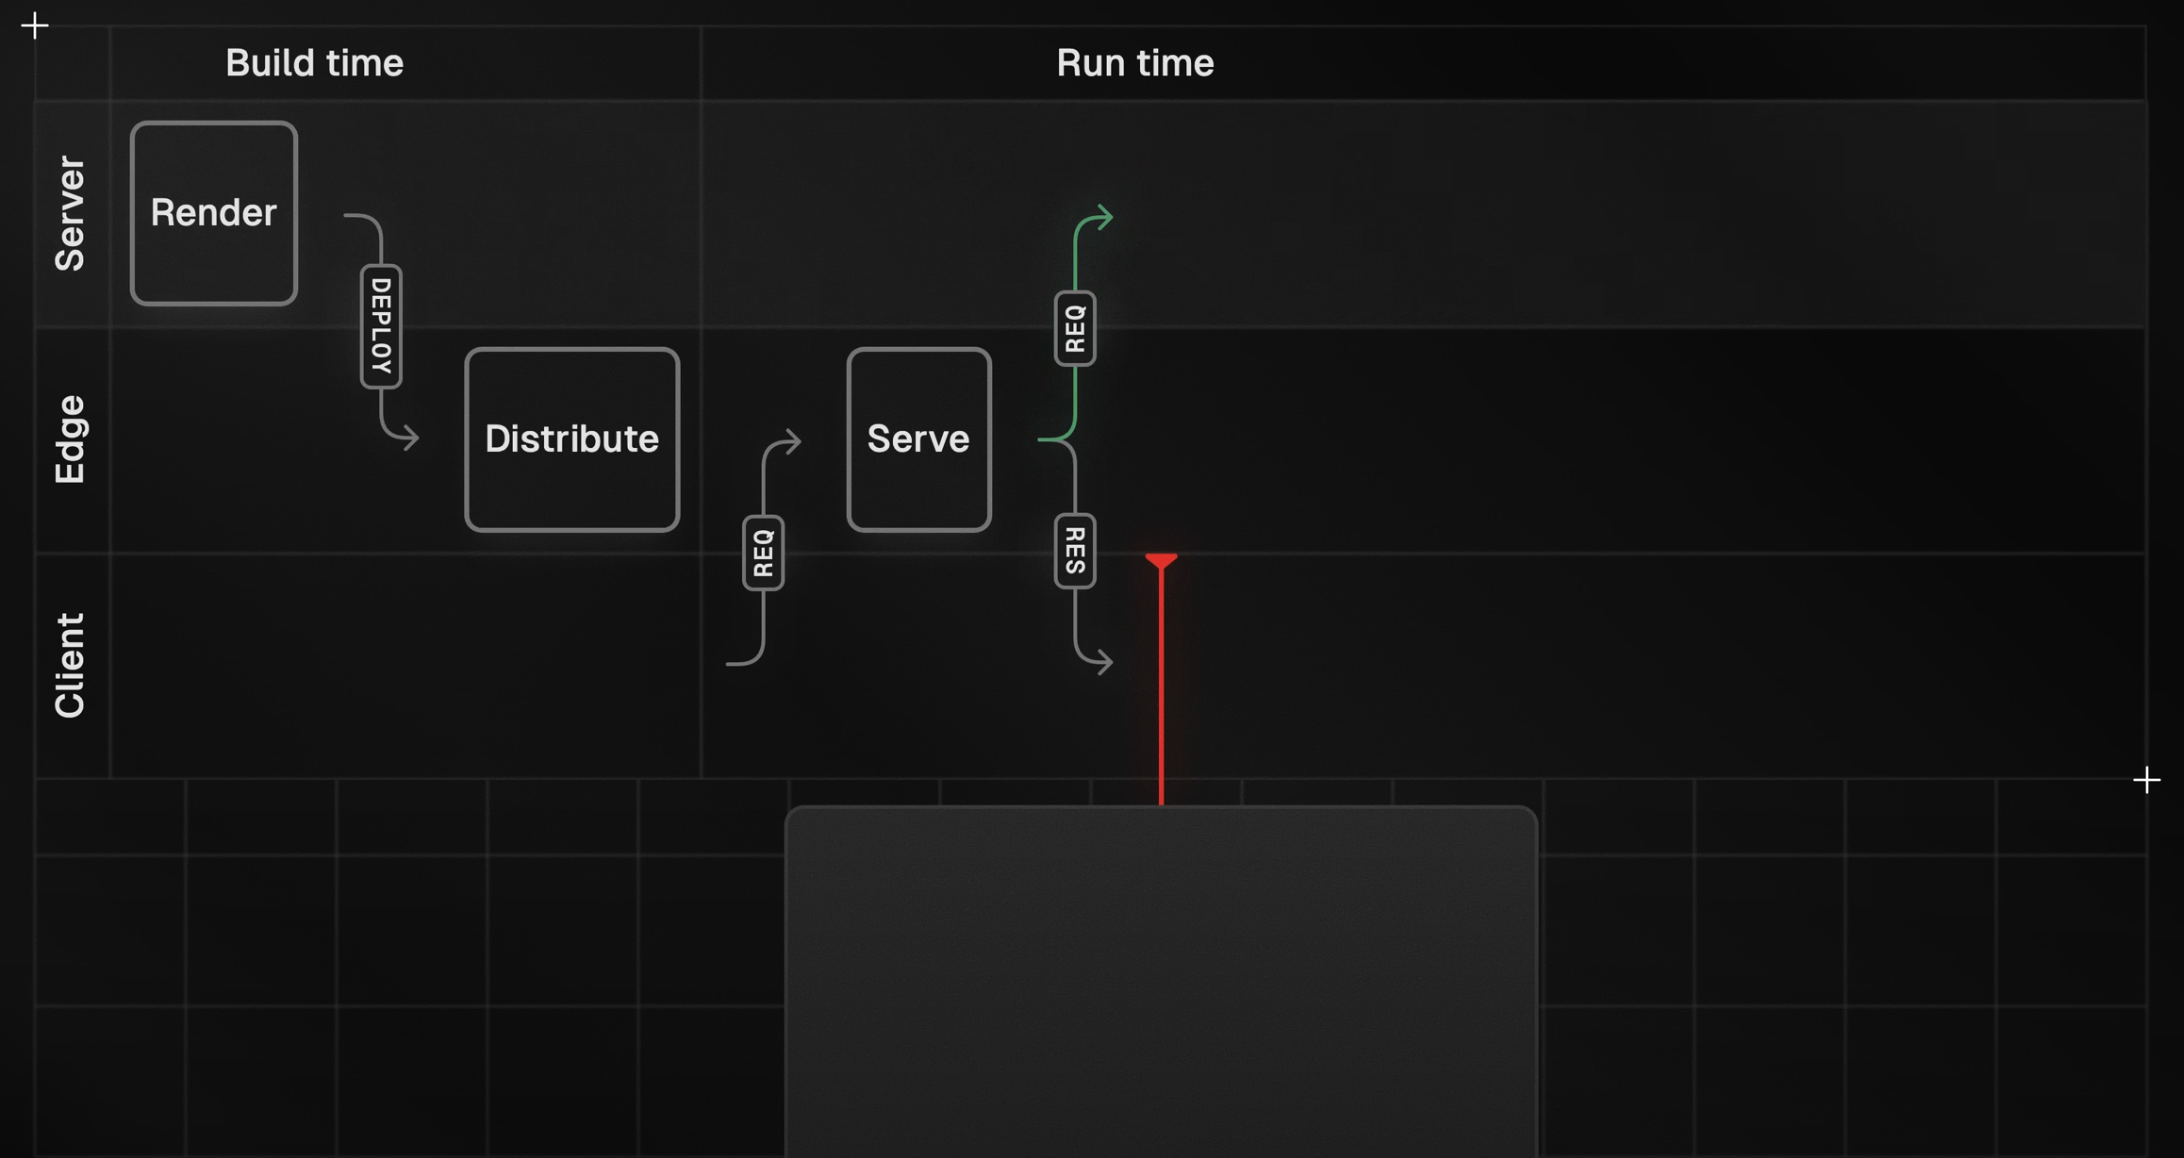 Build time
Run time
Server
Render
DEPLOY
REQ
Edge
Distribute
Serve
REQ
RES
Client